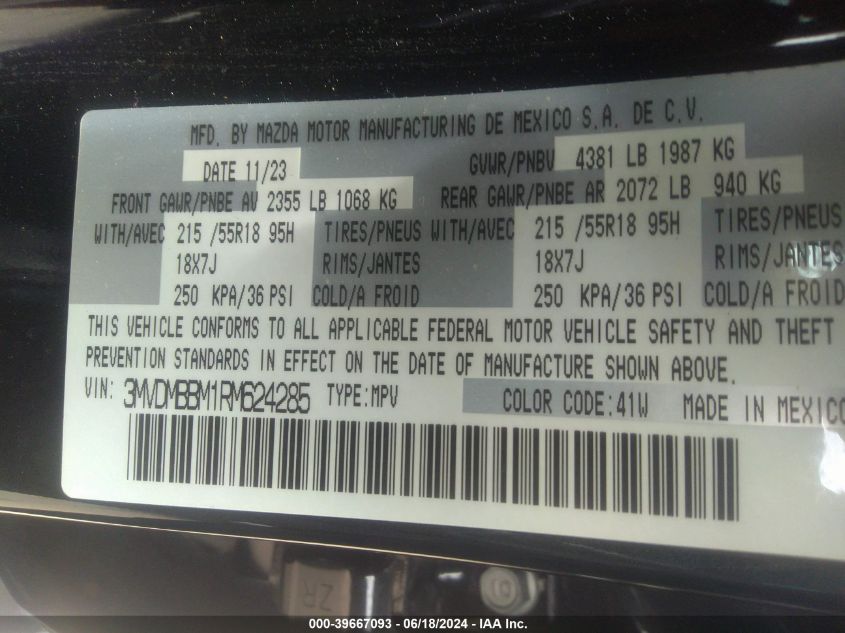 MFD. BY MAZDA MOTOR MANUFACTURING DE MEXICO S.A. DE C.V.
DATE 11/23 GVWR/PNBV 4381 LB 1987 KG
FRONT GAWR/PNBE AV 2355 LB 1068 KG REAR GAWR/PNBE AR 2072 LB 940 KG
WITH/AVEC 215 /55R18 95H TIRES/PNEUS WITH/AVEC 215 /55R18 95H TIRES/PNEUS
18X7J RIMS/JANTES 18X7J RIMS/JANTES
250 KPA/36 PSI COLD/A FROID 250 KPA/36 PSI COLD/A FROID
THIS VEHICLE CONFORMS TO ALL APPLICABLE FEDERAL MOTOR VEHICLE SAFETY AND THEFT
PREVENTION STANDARDS IN EFFECT ON THE DATE OF MANUFACTURE SHOWN ABOVE.
VIN: 3MVDMBBM1RM624285 TYPE:MPV COLOR CODE:41W MADE IN MEXICO
ZR
000-39667093 - 06/18/2024 - IAA Inc.